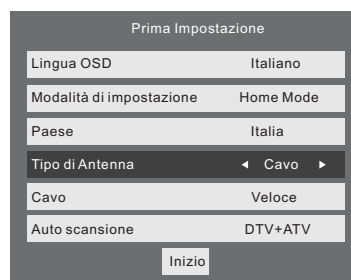 Prima Impostazione
Lingua OSD Italiano
Modalità di impostazione Home Mode
Paese Italia
Tipo di Antenna ◄ Cavo ►
Cavo Veloce
Auto scansione DTV+ATV
Inizio